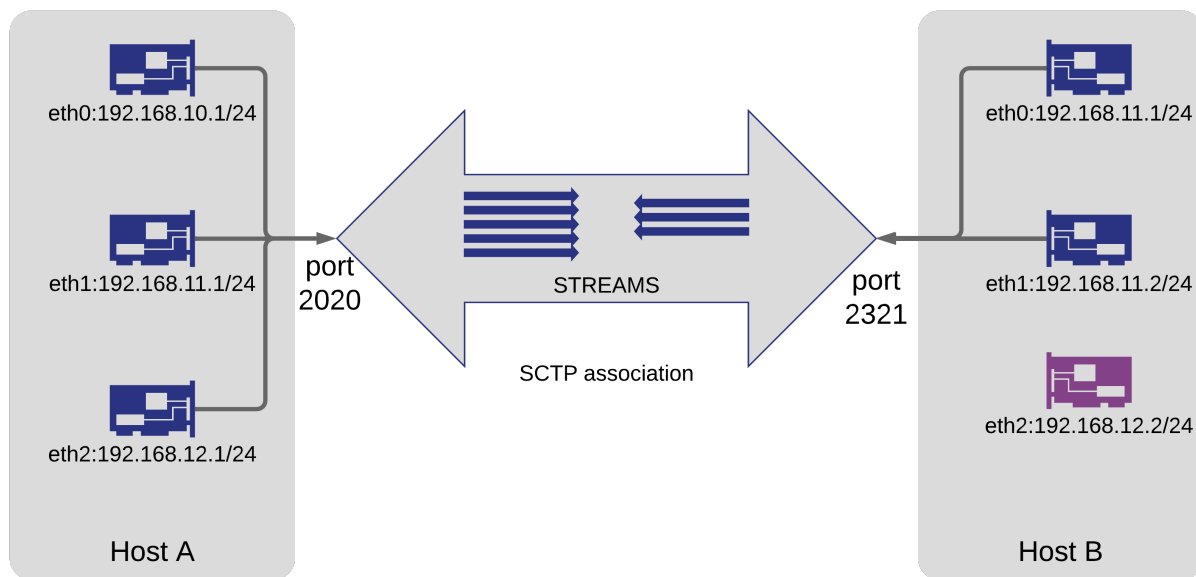 eth0:192.168.10.1/24
eth1:192.168.11.1/24
eth2:192.168.12.1/24
Host A
port
2020
STREAMS
SCTP association
port
2321
eth0:192.168.11.1/24
eth1:192.168.11.2/24
eth2:192.168.12.2/24
Host B